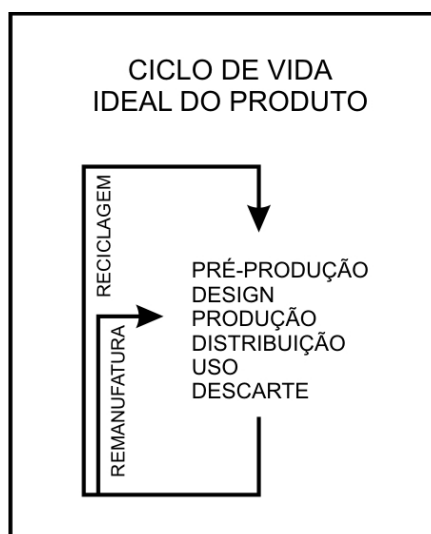 CICLO DE VIDA
IDEAL DO PRODUTO
RECICLAGEM
REMANUFATURA
PRÉ-PRODUÇÃO
DESIGN
PRODUÇÃO
DISTRIBUIÇÃO
USO
DESCARTE